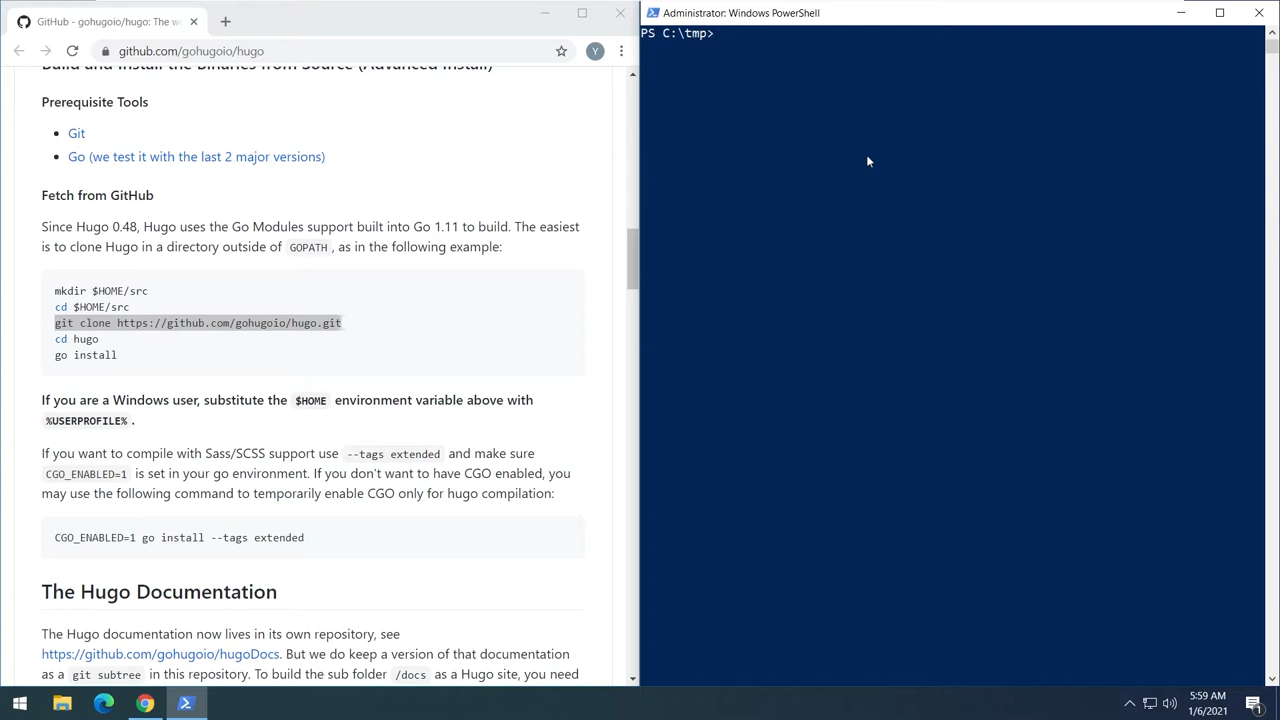 GitHub - gohugoio/hugo: The w
github.com/gohugoio/hugo
Y
Build and Install the Binaries from Source (Advanced Install)
Prerequisite Tools
Git
Go (we test it with the last 2 major versions)
Fetch from GitHub
Since Hugo 0.48, Hugo uses the Go Modules support built into Go 1.11 to build. The easiest
is to clone Hugo in a directory outside of GOPATH , as in the following example:
mkdir $HOME/src
cd $HOME/src
git clone https://github.com/gohugoio/hugo.git
cd hugo
go install
If you are a Windows user, substitute the $HOME environment variable above with
%USERPROFILE% .
If you want to compile with Sass/SCSS support use --tags extended and make sure
CGO_ENABLED=1 is set in your go environment. If you don't want to have CGO enabled, you
may use the following command to temporarily enable CGO only for hugo compilation:
CGO_ENABLED=1 go install --tags extended
The Hugo Documentation
The Hugo documentation now lives in its own repository, see
https://github.com/gohugoio/hugoDocs. But we do keep a version of that documentation
as a git subtree in this repository. To build the sub folder /docs as a Hugo site, you need
Administrator: Windows PowerShell
PS C:\tmp>
5:59 AM
1/6/2021
1